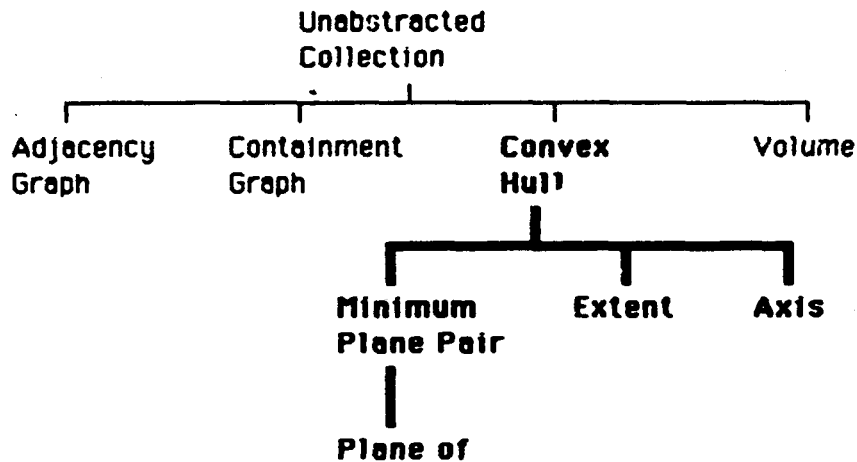 Unabstracted
Collection
Adjacency
Graph
Containment
Graph
Convex
Hull
Volume
Minimum
Plane Pair
Extent
Axis
Plane of